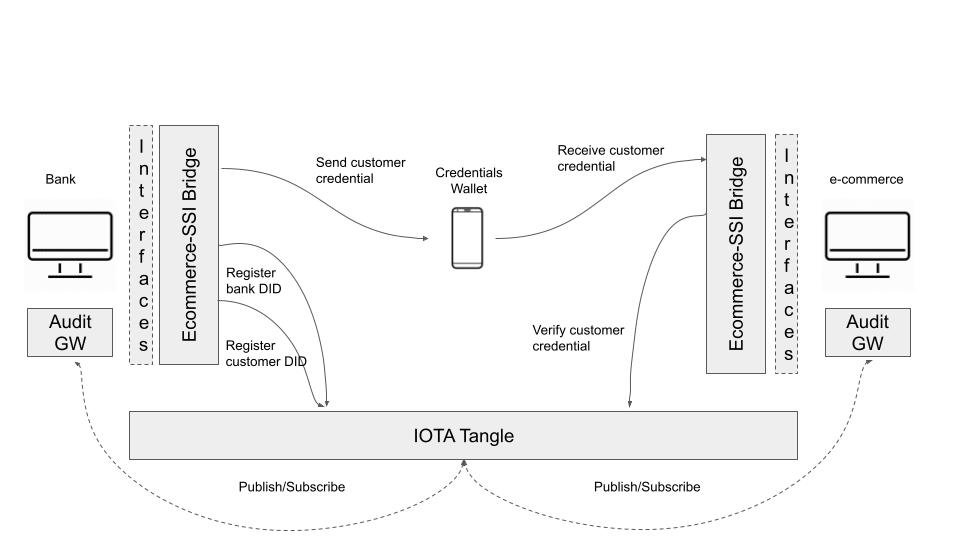 Bank
Interfaces
Ecommerce-SSI Bridge
Send customer
credential
Credentials
Wallet
Receive customer
credential
Ecommerce-SSI Bridge
Interfaces
e-commerce
Register
bank DID
Audit
GW
Register
customer DID
Verify customer
credential
Audit
GW
IOTA Tangle
Publish/Subscribe
Publish/Subscribe